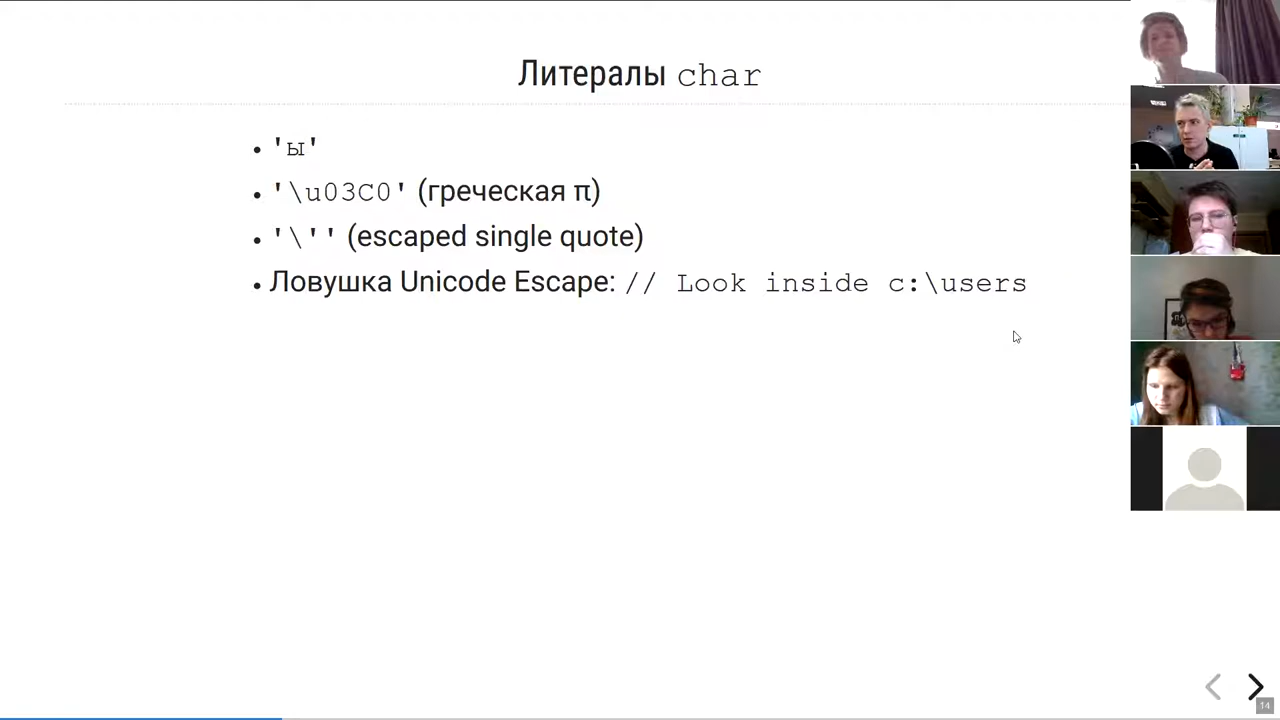 Литералы char
• 'ы'
• '\u03C0' (греческая π)
• '\'' (escaped single quote)
• Ловушка Unicode Escape: // Look inside c:\users
14